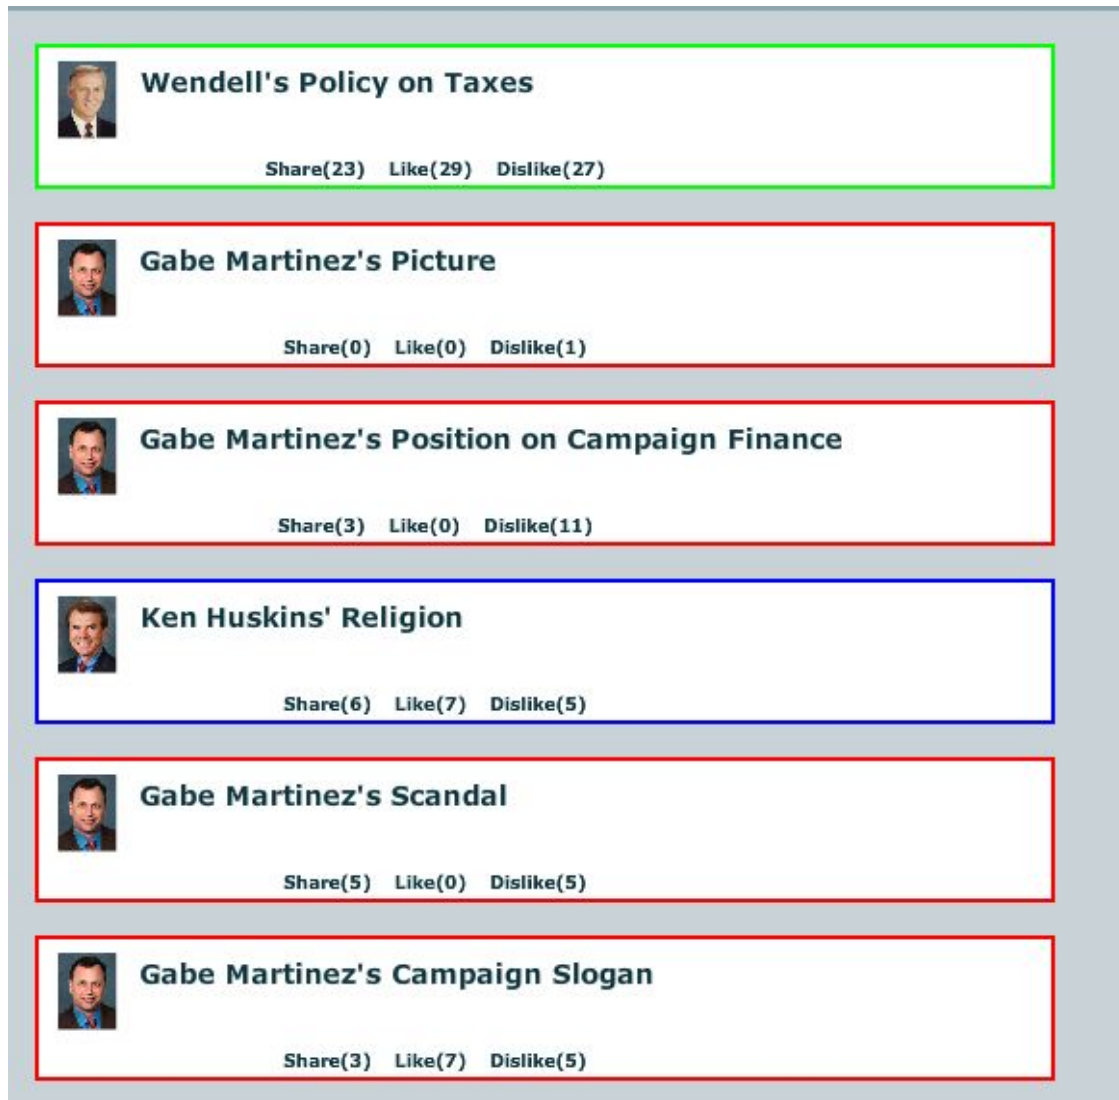 Wendell's Policy on Taxes
Share(23) Like(29) Dislike(27)
Gabe Martinez's Picture
Share(0) Like(0) Dislike(1)
Gabe Martinez's Position on Campaign Finance
Share(3) Like(0) Dislike(11)
Ken Huskins' Religion
Share(6) Like(7) Dislike(5)
Gabe Martinez's Scandal
Share(5) Like(0) Dislike(5)
Gabe Martinez's Campaign Slogan
Share(3) Like(7) Dislike(5)